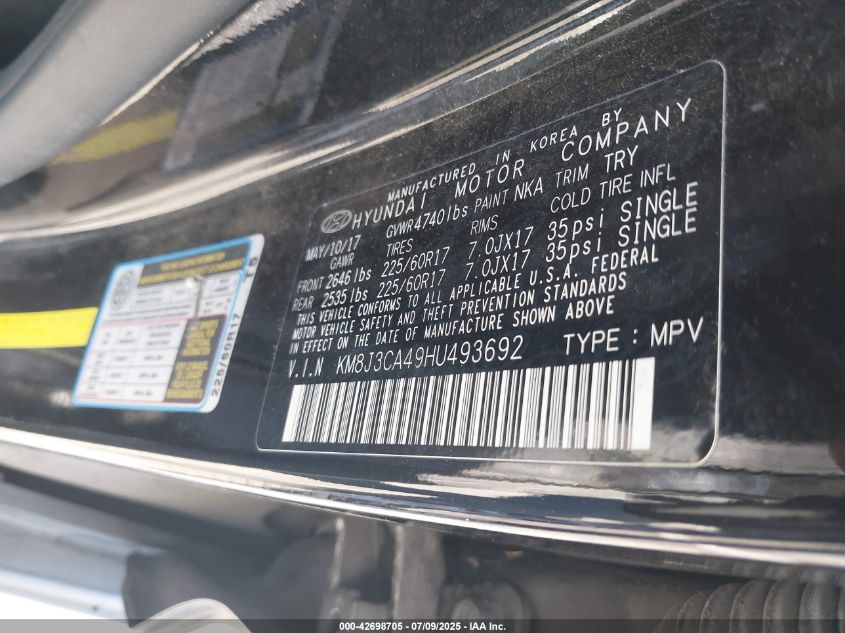 MANUFACTURED IN KOREA BY
HYUNDAI MOTOR COMPANY
MAY/10/17 GVWR 4740lbs PAINT NKA TRIM TRY
GAWR TIRES RIMS COLD TIRE INFL
FRONT 2646 lbs 225/60R17 7.0JX17 35psi SINGLE
REAR 2535 lbs 225/60R17 7.0JX17 35psi SINGLE
THIS VEHICLE CONFORMS TO ALL APPLICABLE U.S.A. FEDERAL
MOTOR VEHICLE SAFETY AND THEFT PREVENTION STANDARDS
IN EFFECT ON THE DATE OF MANUFACTURE SHOWN ABOVE
V.I.N KM8J3CA49HU493692 TYPE : MPV
225/60R17
000-42698705 - 07/09/2025 - IAA Inc.